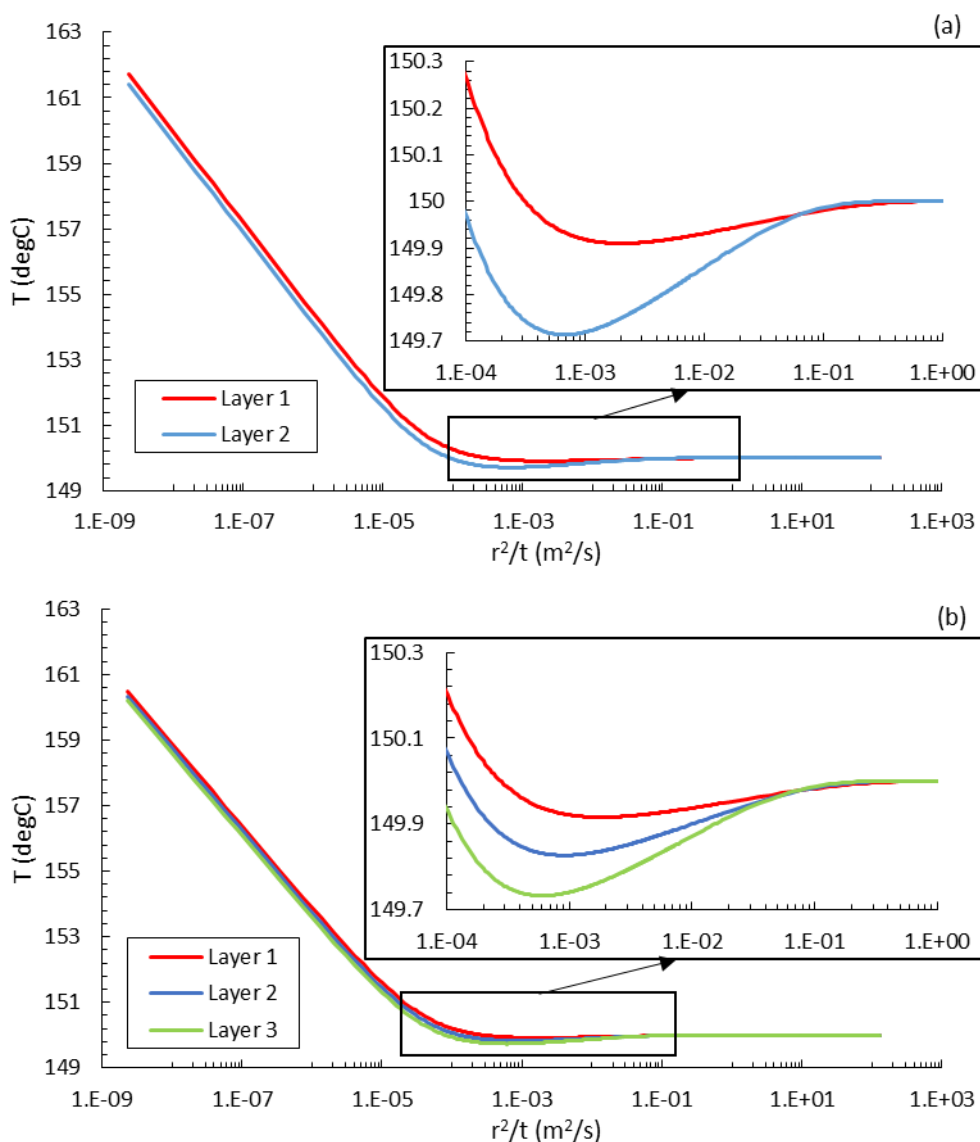 (a)
163
161
159
157
155
153
151
149
T (degC)
150.3
150.2
150.1
150
149.9
149.8
149.7
1.E-04 1.E-03 1.E-02 1.E-01 1.E+00
Layer 1
Layer 2
1.E-09 1.E-07 1.E-05 1.E-03 1.E-01 1.E+01 1.E+03
r²/t (m²/s)
(b)
163
161
159
157
155
153
151
149
T (degC)
150.3
150.1
149.9
149.7
1.E-04 1.E-03 1.E-02 1.E-01 1.E+00
Layer 1
Layer 2
Layer 3
1.E-09 1.E-07 1.E-05 1.E-03 1.E-01 1.E+01 1.E+03
r²/t (m²/s)